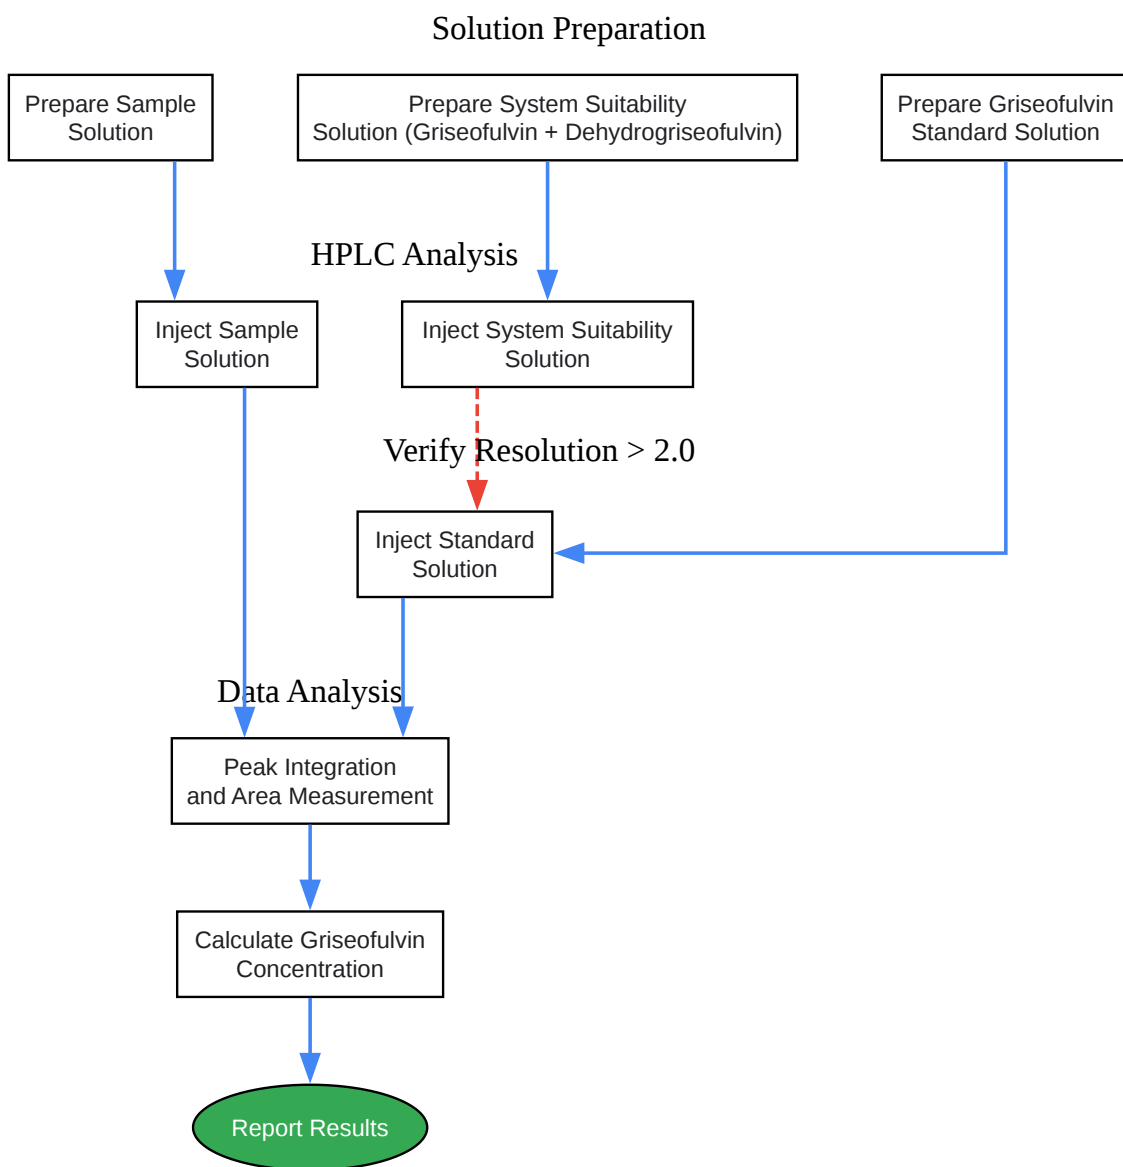 Solution Preparation
Prepare Sample
Solution
Prepare System Suitability
Solution (Griseofulvin + Dehydrogriseofulvin)
Prepare Griseofulvin
Standard Solution
HPLC Analysis
Inject Sample
Solution
Inject System Suitability
Solution
Verify Resolution > 2.0
Inject Standard
Solution
Data Analysis
Peak Integration
and Area Measurement
Calculate Griseofulvin
Concentration
Report Results